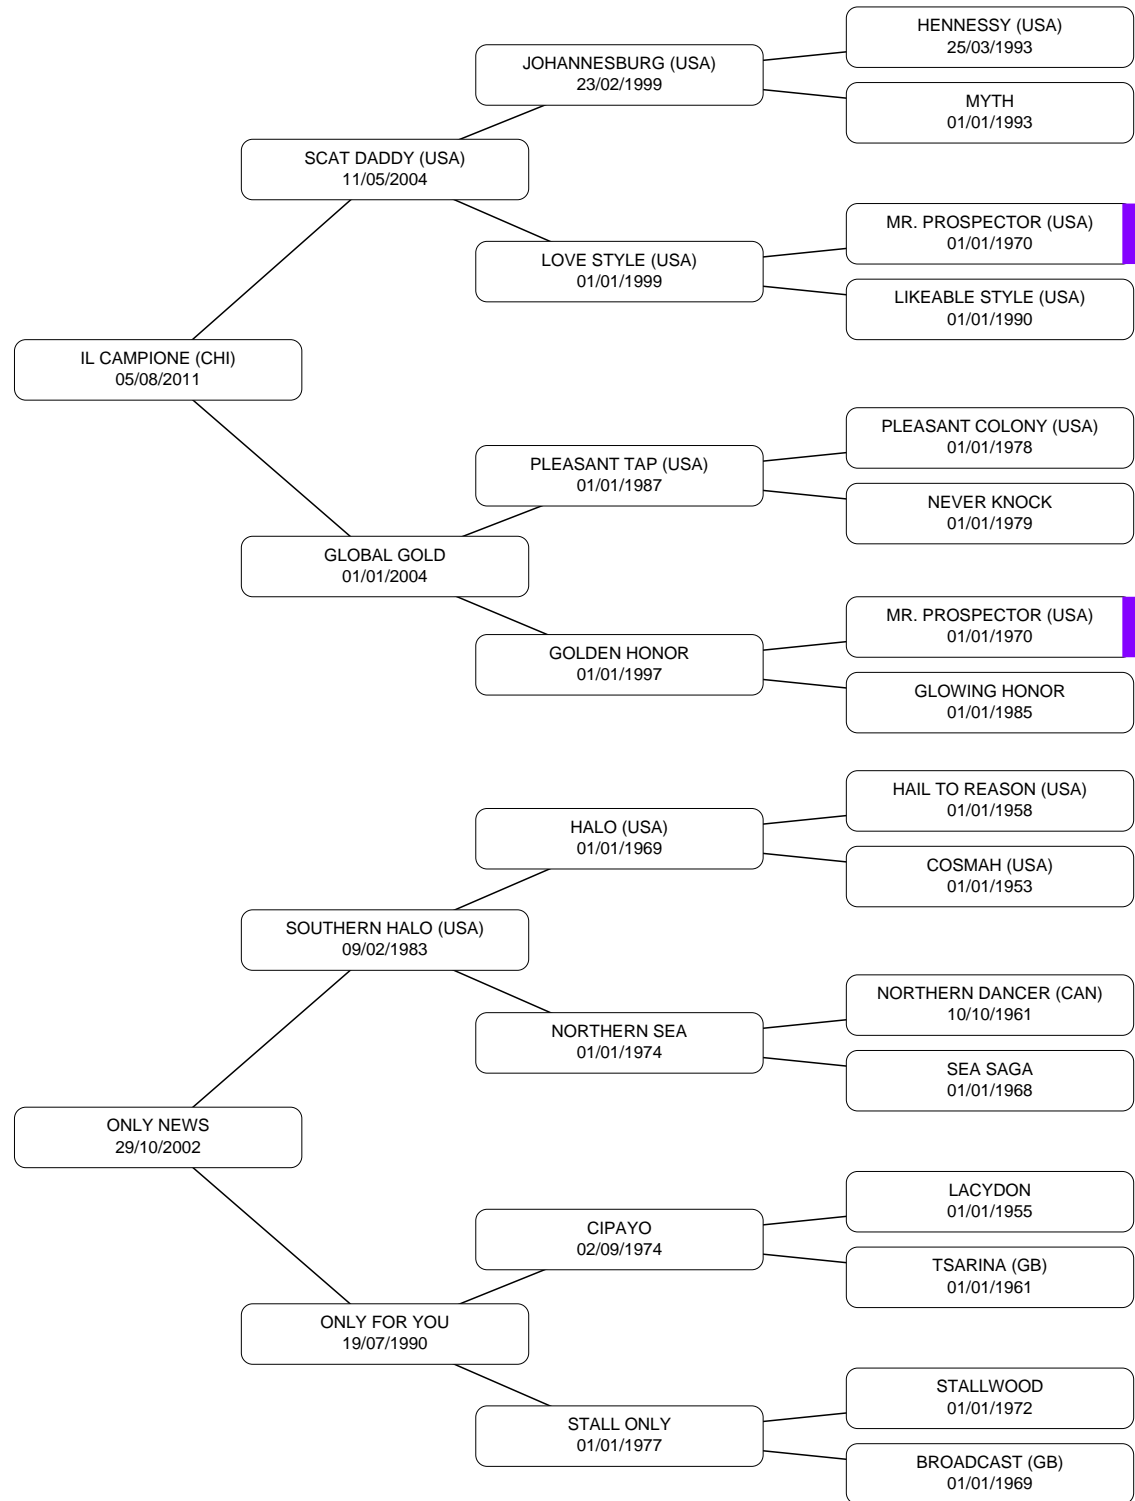 HENNESSY (USA)
25/03/1993
JOHANNESBURG (USA)
23/02/1999
MYTH
01/01/1993
SCAT DADDY (USA)
11/05/2004
MR. PROSPECTOR (USA)
01/01/1970
LOVE STYLE (USA)
01/01/1999
LIKEABLE STYLE (USA)
01/01/1990
IL CAMPIONE (CHI)
05/08/2011
PLEASANT COLONY (USA)
01/01/1978
PLEASANT TAP (USA)
01/01/1987
NEVER KNOCK
01/01/1979
GLOBAL GOLD
01/01/2004
MR. PROSPECTOR (USA)
01/01/1970
GOLDEN HONOR
01/01/1997
GLOWING HONOR
01/01/1985
HAIL TO REASON (USA)
01/01/1958
HALO (USA)
01/01/1969
COSMAH (USA)
01/01/1953
SOUTHERN HALO (USA)
09/02/1983
NORTHERN DANCER (CAN)
10/10/1961
NORTHERN SEA
01/01/1974
SEA SAGA
01/01/1968
ONLY NEWS
29/10/2002
LACYDON
01/01/1955
CIPAYO
02/09/1974
TSARINA (GB)
01/01/1961
ONLY FOR YOU
19/07/1990
STALLWOOD
01/01/1972
STALL ONLY
01/01/1977
BROADCAST (GB)
01/01/1969